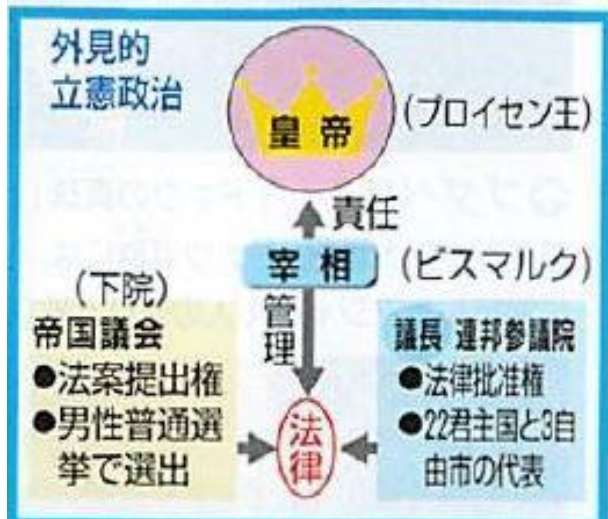 外見的
立憲政治
皇帝
(プロイセン王)
責任
宰相
(ビスマルク)
管理
(下院)
帝国議会
●法案提出権
●男性普通選
挙で選出
法律
議長 連邦参議院
●法律批准権
●22君主国と3自
由市の代表